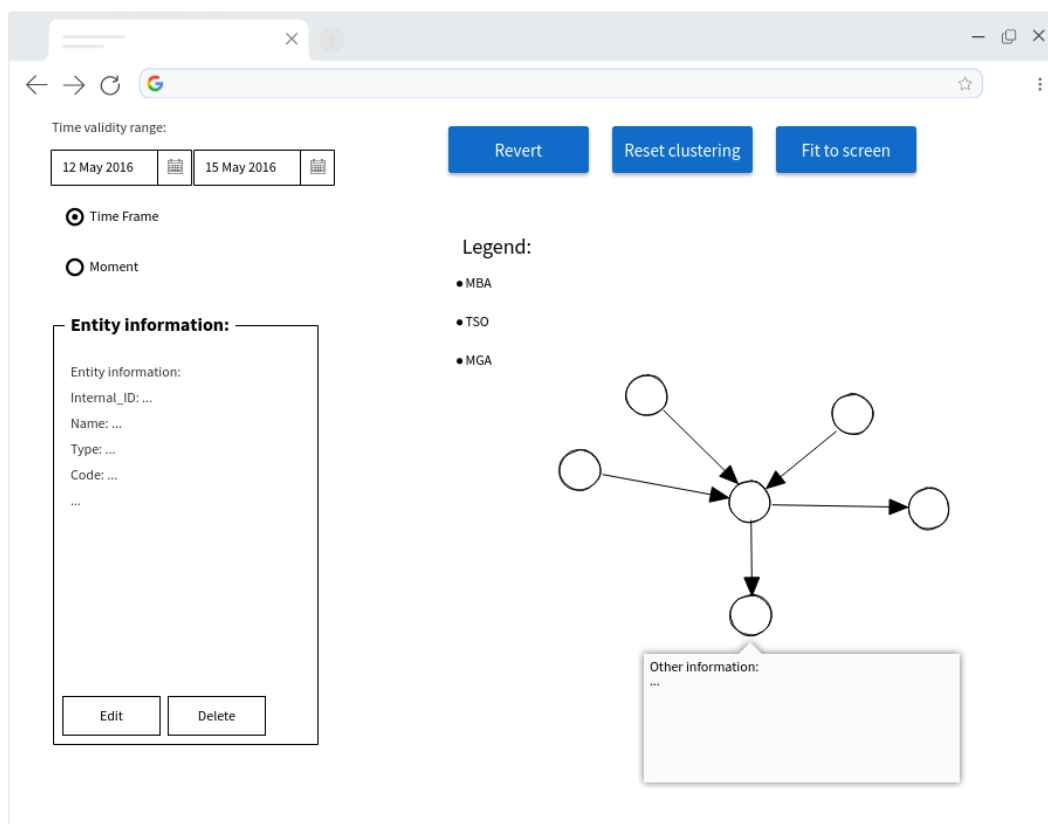 Time validity range:
12 May 2016
15 May 2016
Time Frame
Moment
Entity information:
Entity information:
Internal_ID: ...
Name: ...
Type: ...
Code: ...
...
Edit
Delete
Revert
Reset clustering
Fit to screen
Legend:
• MBA
• TSO
• MGA
Other information:
...